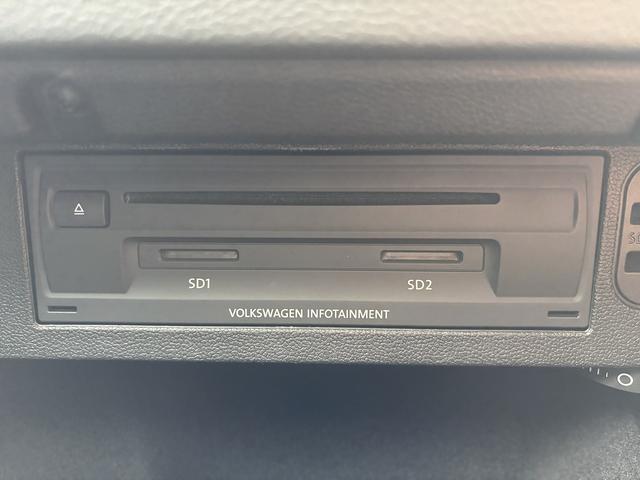 SD1 SD2
VOLKSWAGEN INFOTAINMENT